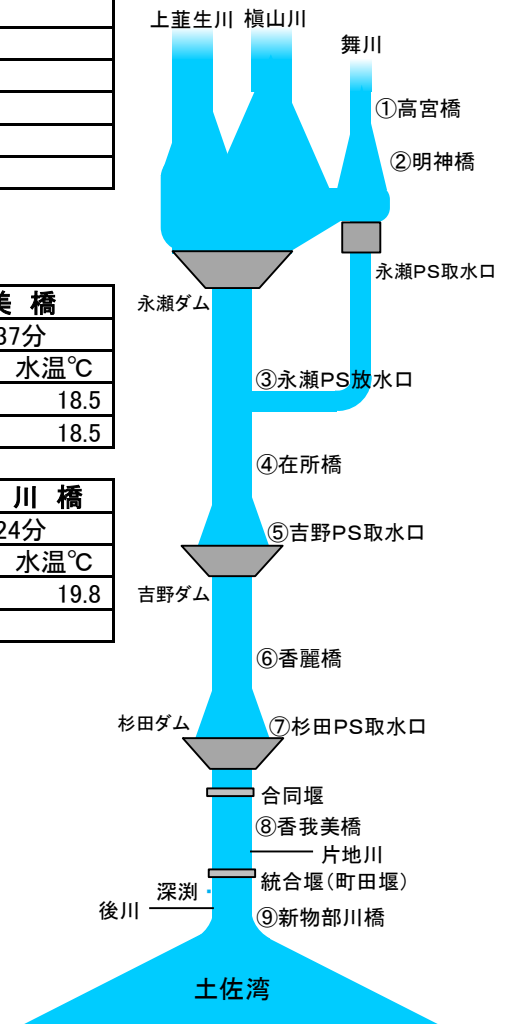 上韮生川 槇山川
舞川
①高宮橋
②明神橋
永瀬PS取水口
永瀬ダム
③永瀬PS放水口
④在所橋
⑤吉野PS取水口
吉野ダム
⑥香麗橋
杉田ダム
⑦杉田PS取水口
合同堰
⑧香我美橋
片地川
統合堰(町田堰)
深渕
後川
⑨新物部川橋
土佐湾
美 橋
37分
水温℃
18.5
18.5
川 橋
24分
水温℃
19.8